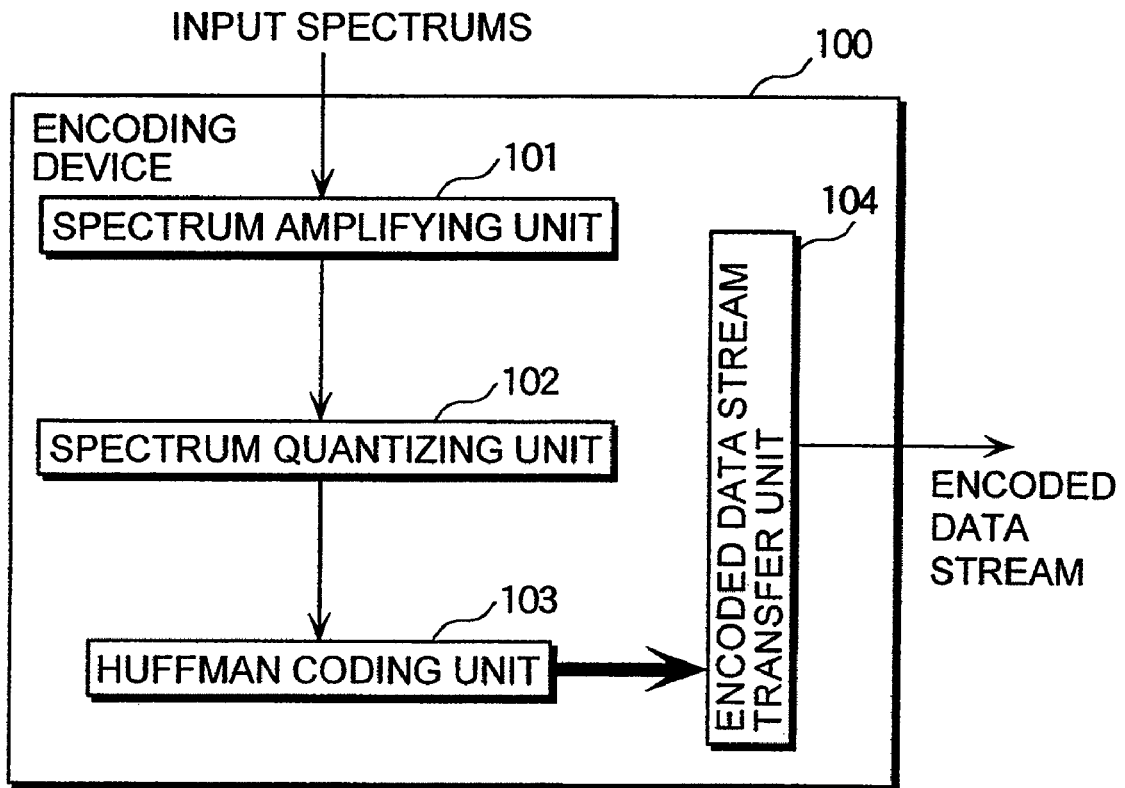 INPUT SPECTRUMS
100
ENCODING
DEVICE
101
SPECTRUM AMPLIFYING UNIT
104
102
SPECTRUM QUANTIZING UNIT
ENCODED DATA STREAM
TRANSFER UNIT
ENCODED
DATA
STREAM
103
HUFFMAN CODING UNIT